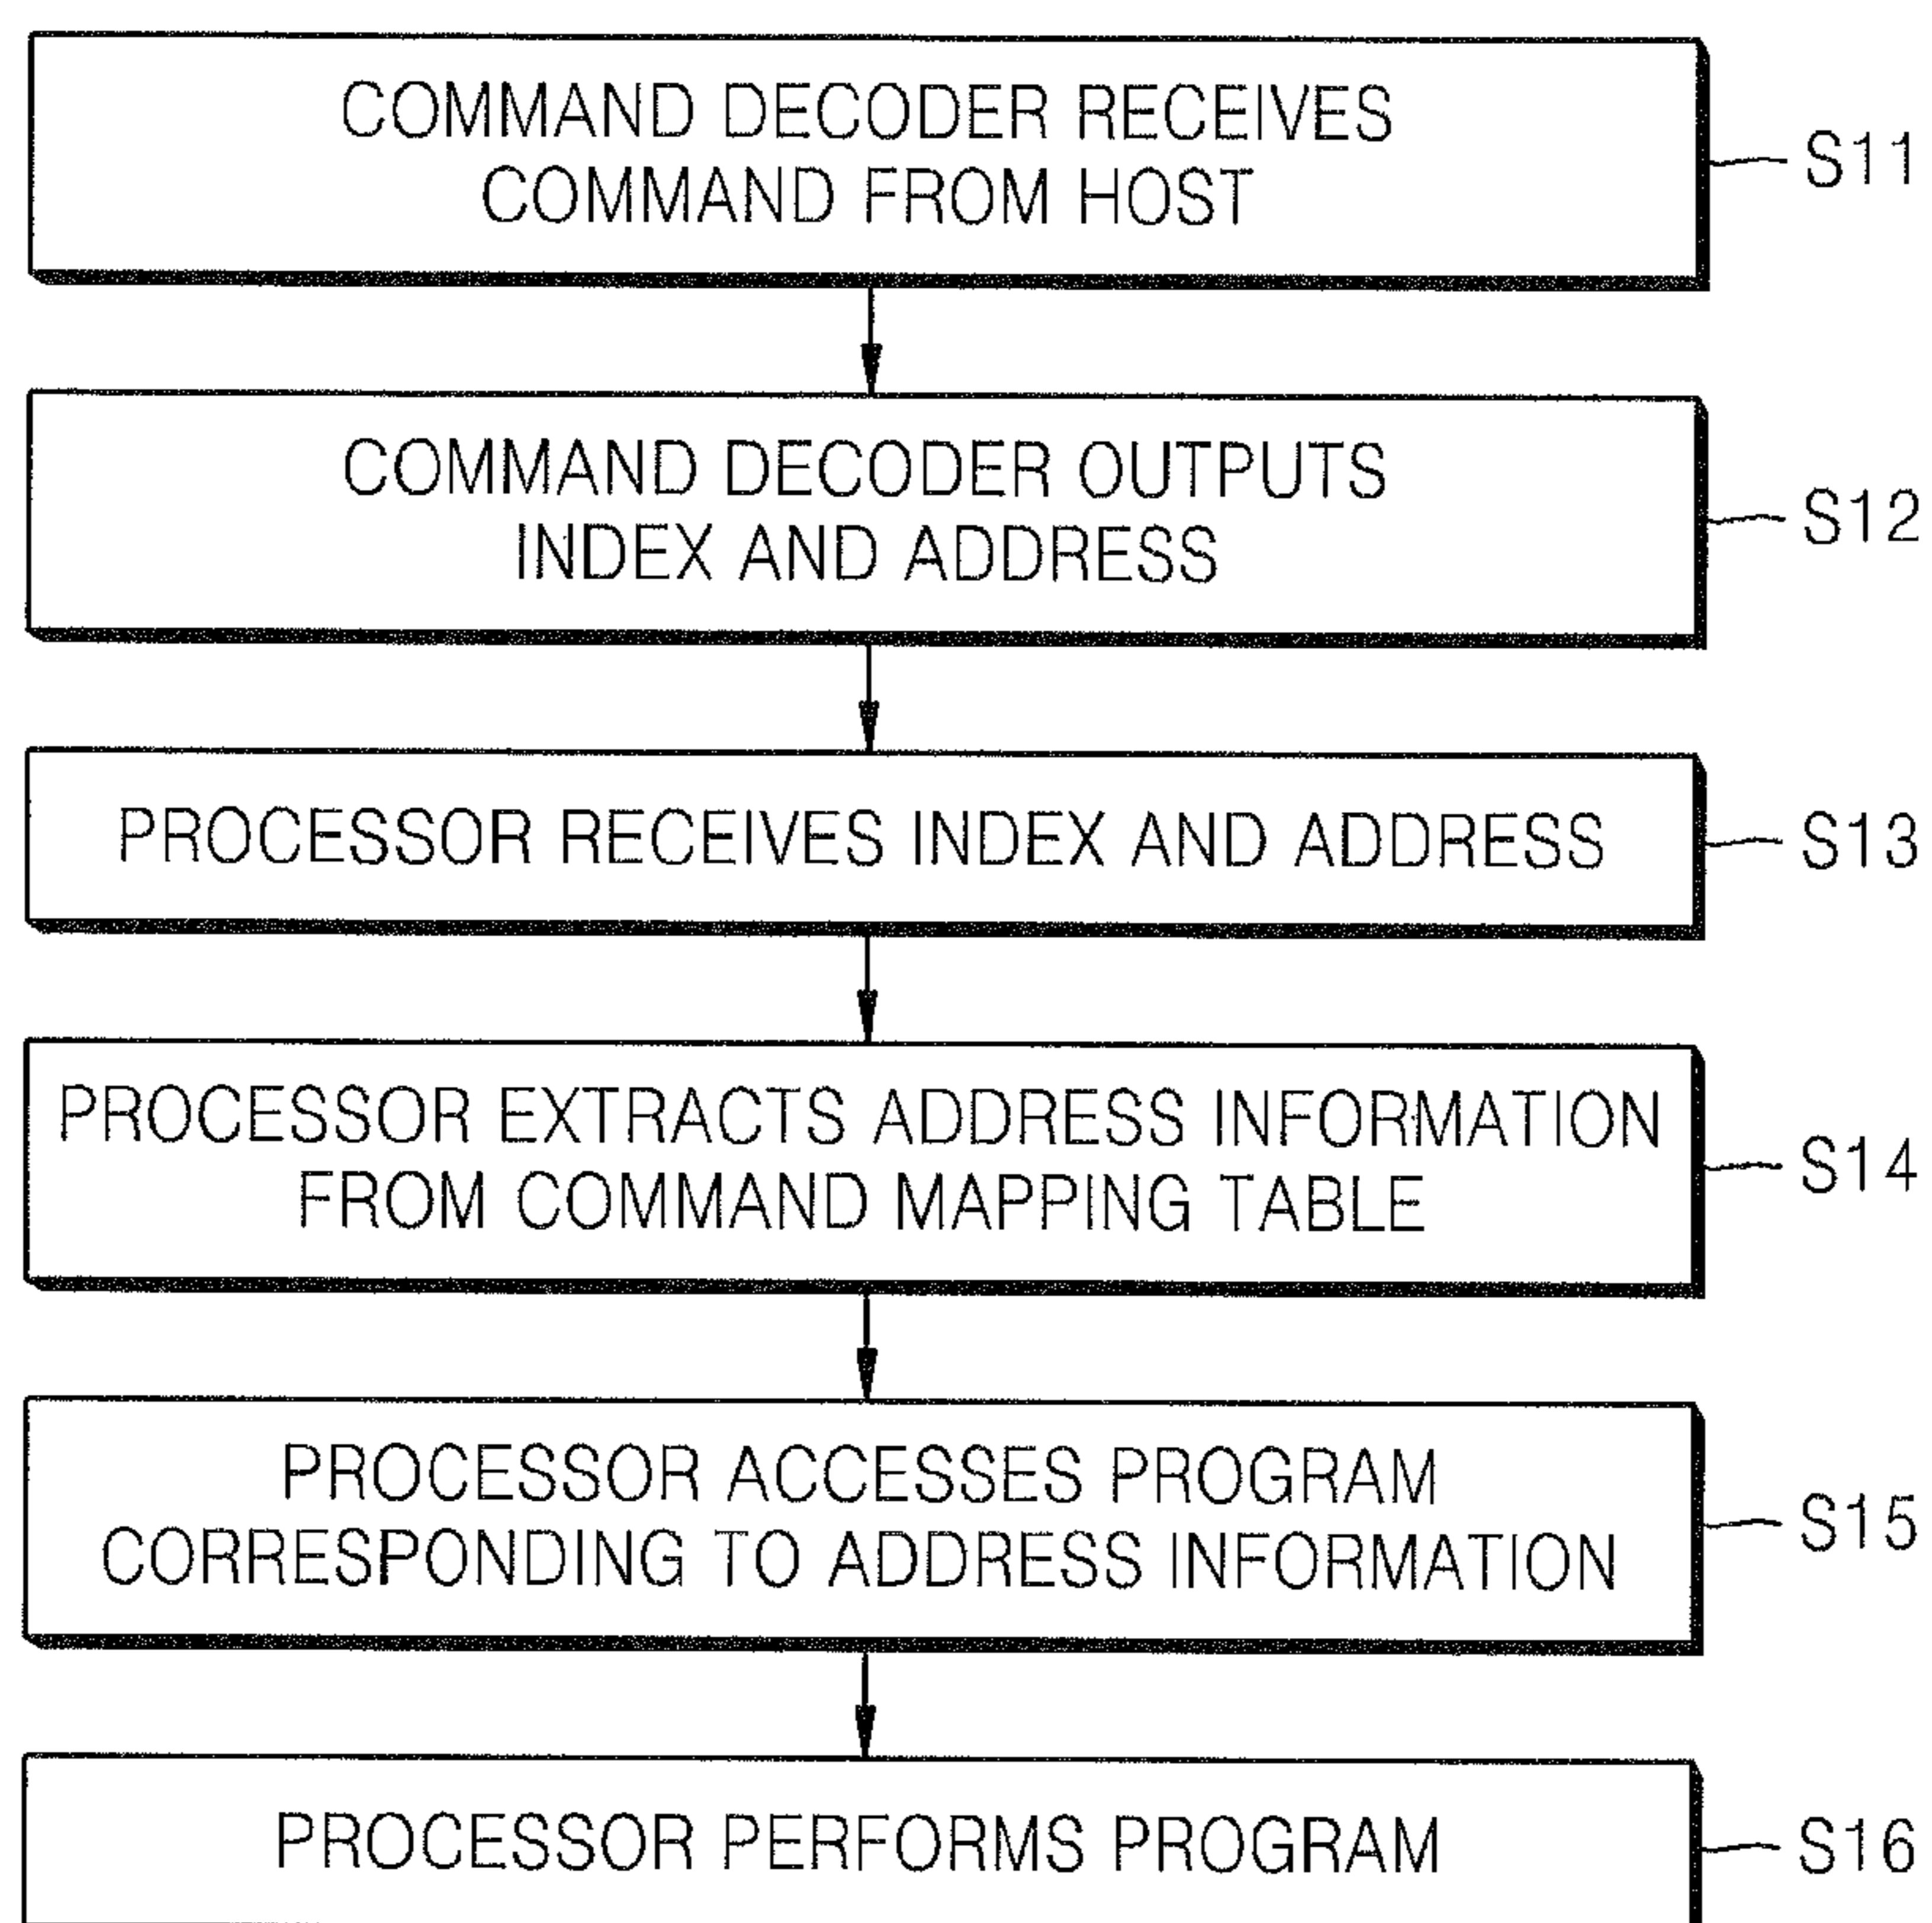 COMMAND DECODER RECEIVES
COMMAND FROM HOST
S11
COMMAND DECODER OUTPUTS
INDEX AND ADDRESS
S12
PROCESSOR RECEIVES INDEX AND ADDRESS
S13
PROCESSOR EXTRACTS ADDRESS INFORMATION
FROM COMMAND MAPPING TABLE
S14
PROCESSOR ACCESSES PROGRAM
CORRESPONDING TO ADDRESS INFORMATION
S15
PROCESSOR PERFORMS PROGRAM
S16